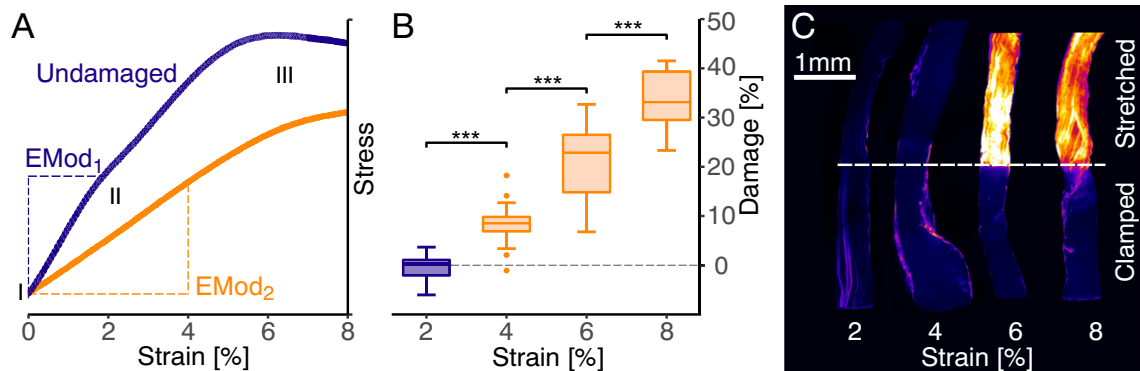 A
Undamaged
III
EMod1
II
EMod2
I
0 2 4 6 8
Strain [%]
Stress
B
***
***
***
50
40
30
20
10
0
Damage [%]
2 4 6 8
Strain [%]
C
1mm
Stretched
Clamped
2 4 6 8
Strain [%]